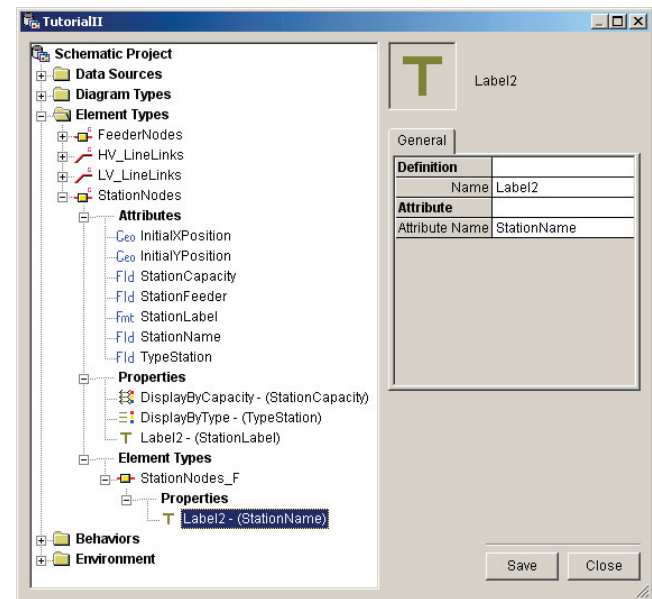 TutorialII
Schematic Project
Data Sources
Diagram Types
Element Types
FeederNodes
HV_LineLinks
LV_LineLinks
StationNodes
Attributes
Geo InitialXPosition
Geo InitialYPosition
Fld StationCapacity
Fld StationFeeder
Fmt StationLabel
Fld StationName
Fld TypeStation
Properties
DisplayByCapacity - (StationCapacity)
DisplayByType - (TypeStation)
T Label2 - (StationLabel)
Element Types
StationNodes_F
Properties
T Label2 - (StationName)
Behaviors
Environment
T Label2
General
Definition
Name Label2
Attribute
Attribute Name StationName
Save Close